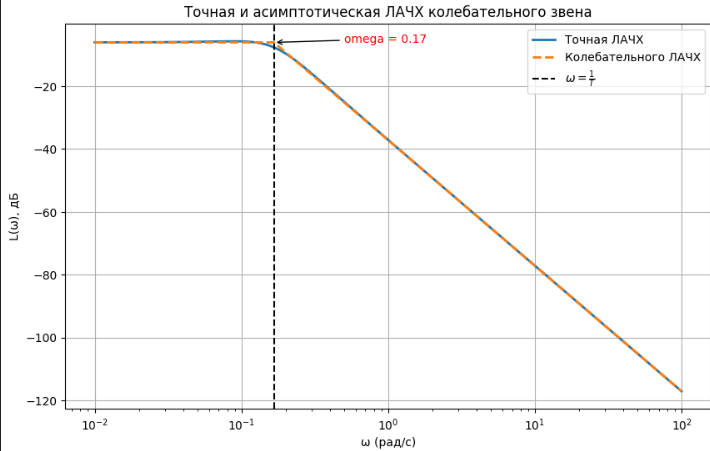 Точная и асимптотическая ЛАЧХ колебательного звена
omega = 0.17
Точная ЛАЧХ
Колебательного ЛАЧХ
ω = 1/T
L(ω), дБ
−20
−40
−60
−80
−100
−120
10⁻²
10⁻¹
10⁰
10¹
10²
ω (рад/с)